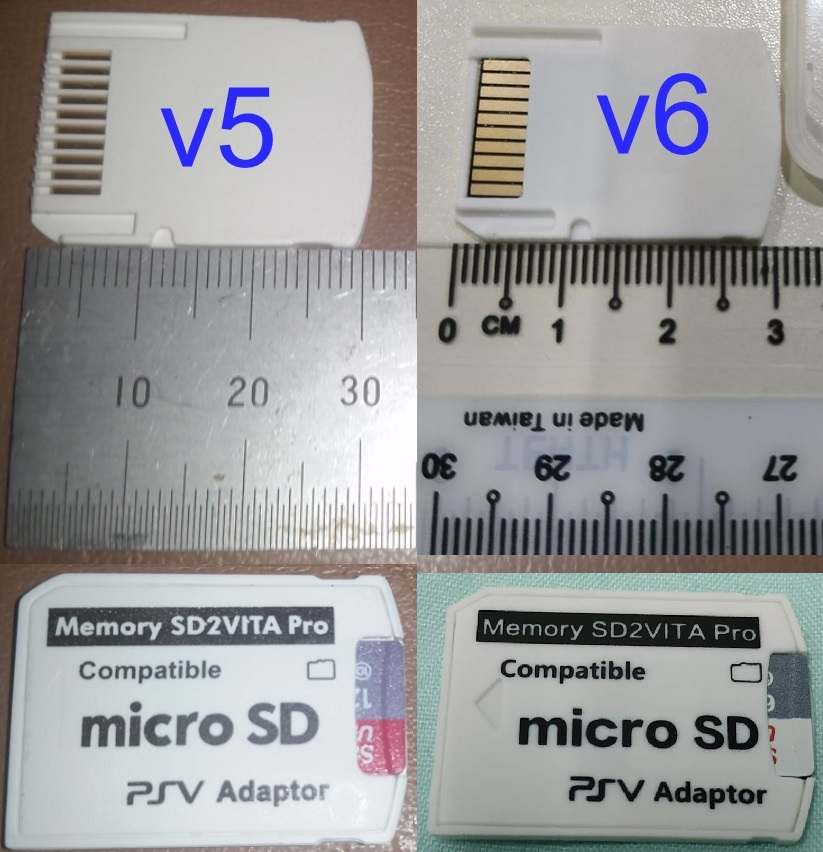 v5
10 20 30
v6
0 CM 1 2 3
Made in Taiwan
30 29 28 27
Memory SD2VITA Pro
Compatible
micro SD
PSV Adaptor
Memory SD2VITA Pro
Compatible
micro SD
PSV Adaptor